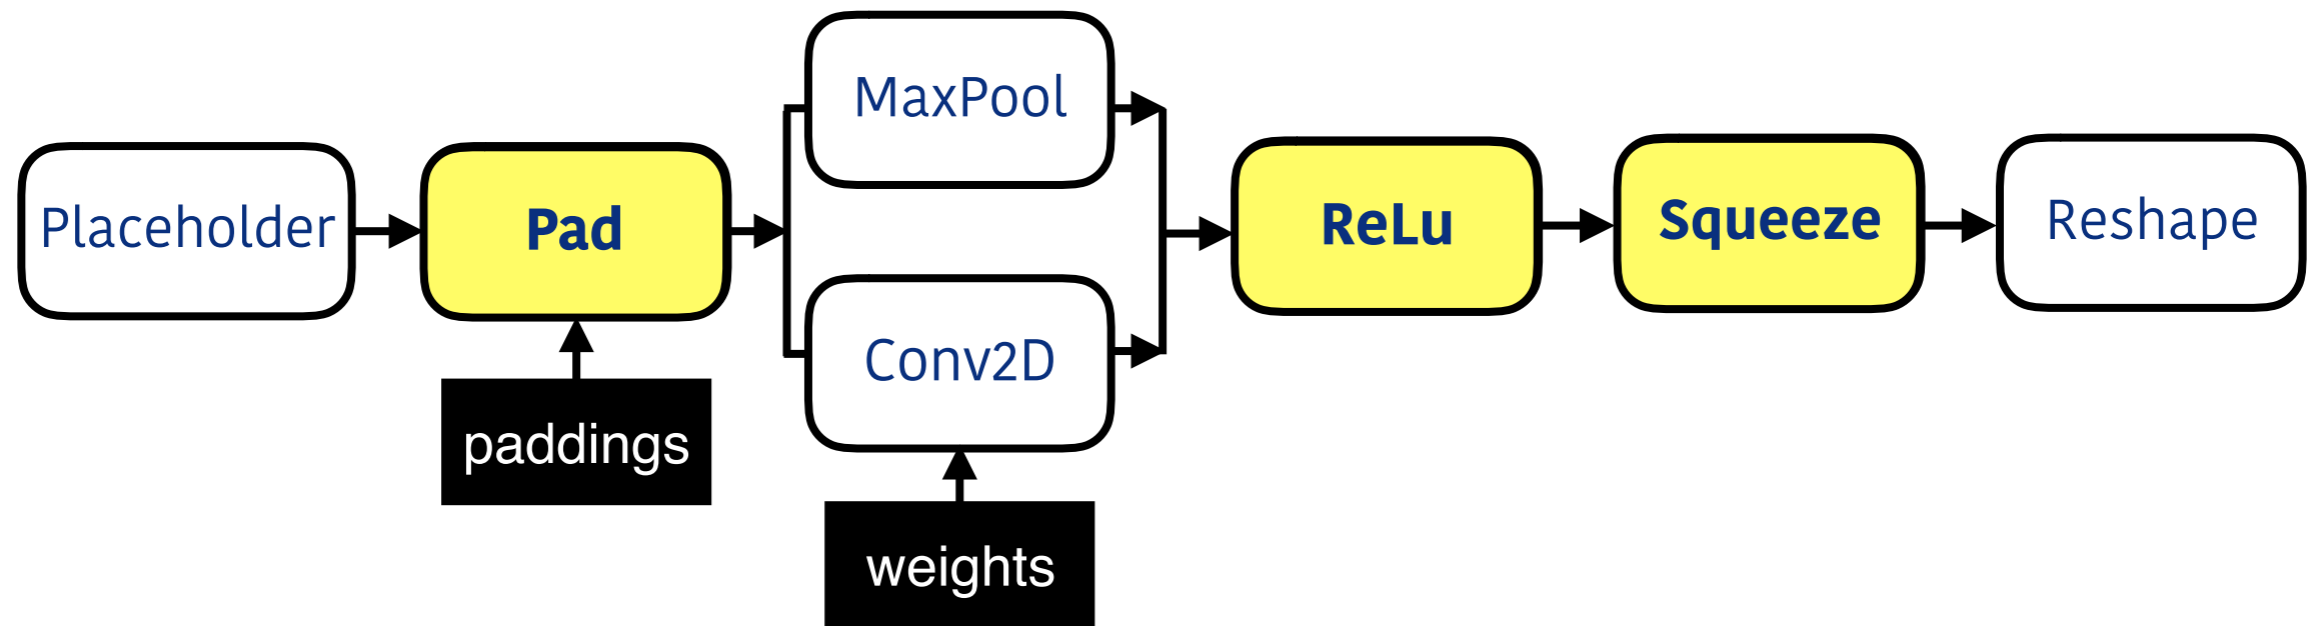 Placeholder
Pad
paddings
MaxPool
Conv2D
weights
ReLu
Squeeze
Reshape